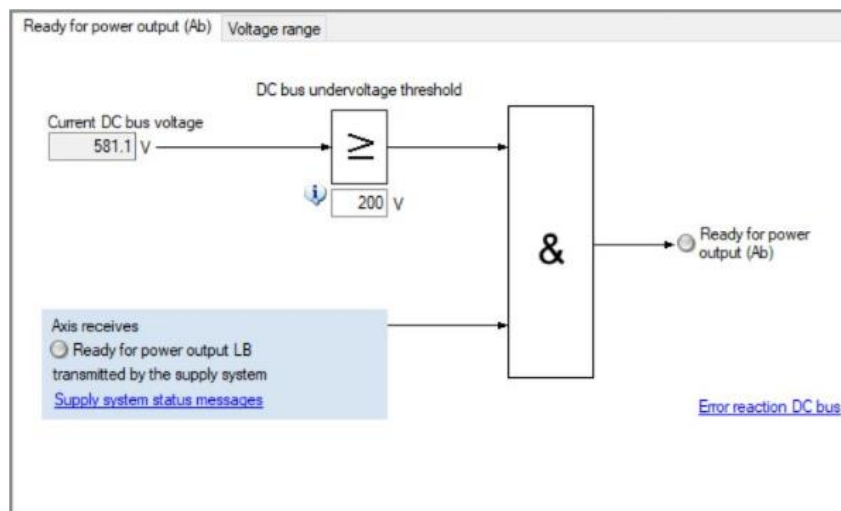 Ready for power output (Ab)
Voltage range
DC bus undervoltage threshold
Current DC bus voltage
581.1 V
≥
200 V
&
Ready for power
output (Ab)
Axis receives
Ready for power output LB
transmitted by the supply system
Supply system status messages
Error reaction DC bus